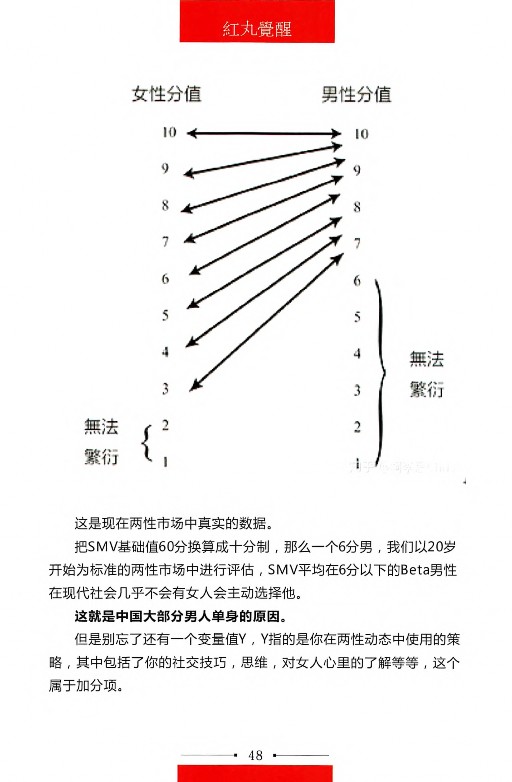 紅丸覺醒
女性分值 男性分值
10 10
9 9
8 8
7 7
6 6
5 5
4 4
3 3
2 2
1 1
無法
繁衍
無法
繁衍
这是现在两性市场中真实的数据。
把SMV基础值60分换算成十分制，那么一个6分男，我们以20岁
开始为标准的两性市场中进行评估，SMV平均在6分以下的Beta男性
在现代社会几乎不会有女人会主动选择他。
这就是中国大部分男人单身的原因。
但是别忘了还有一个变量值Y，Y指的是你在两性动态中使用的策
略，其中包括了你的社交技巧，思维，对女人心里的了解等等，这个
属于加分项。
48